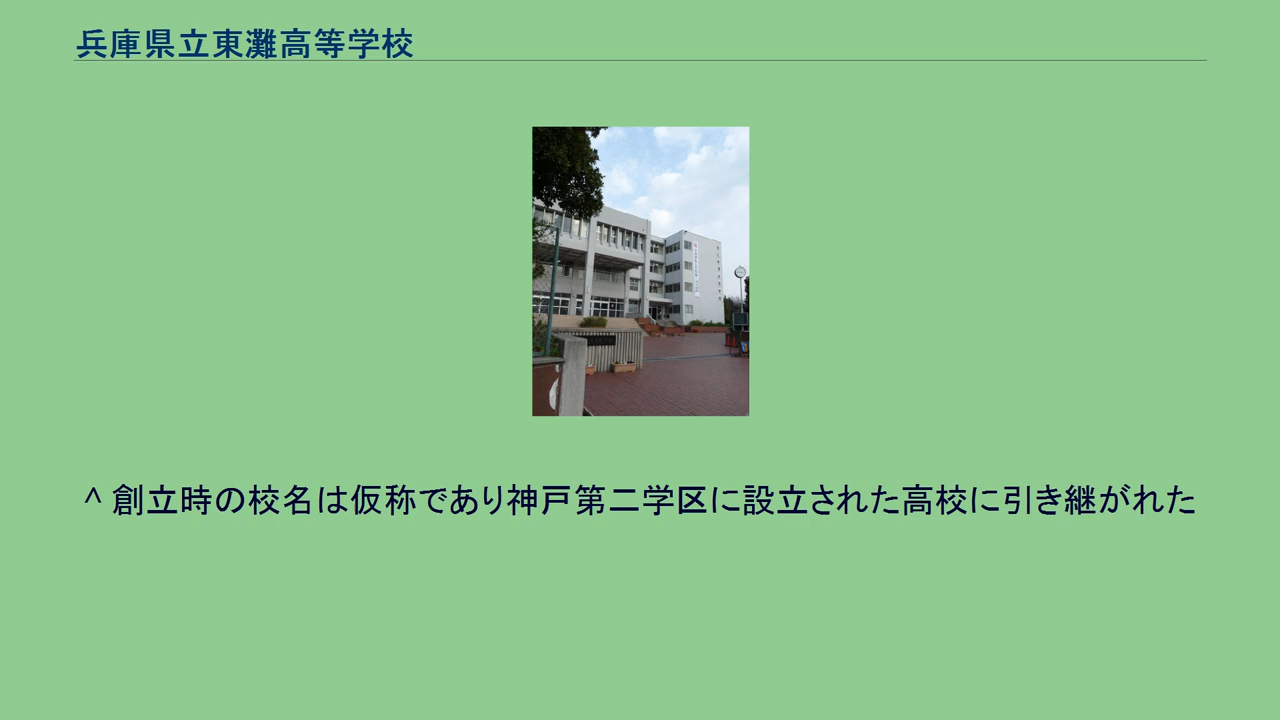 兵庫県立東灘高等学校
^ 創立時の校名は仮称であり神戸第二学区に設立された高校に引き継がれた